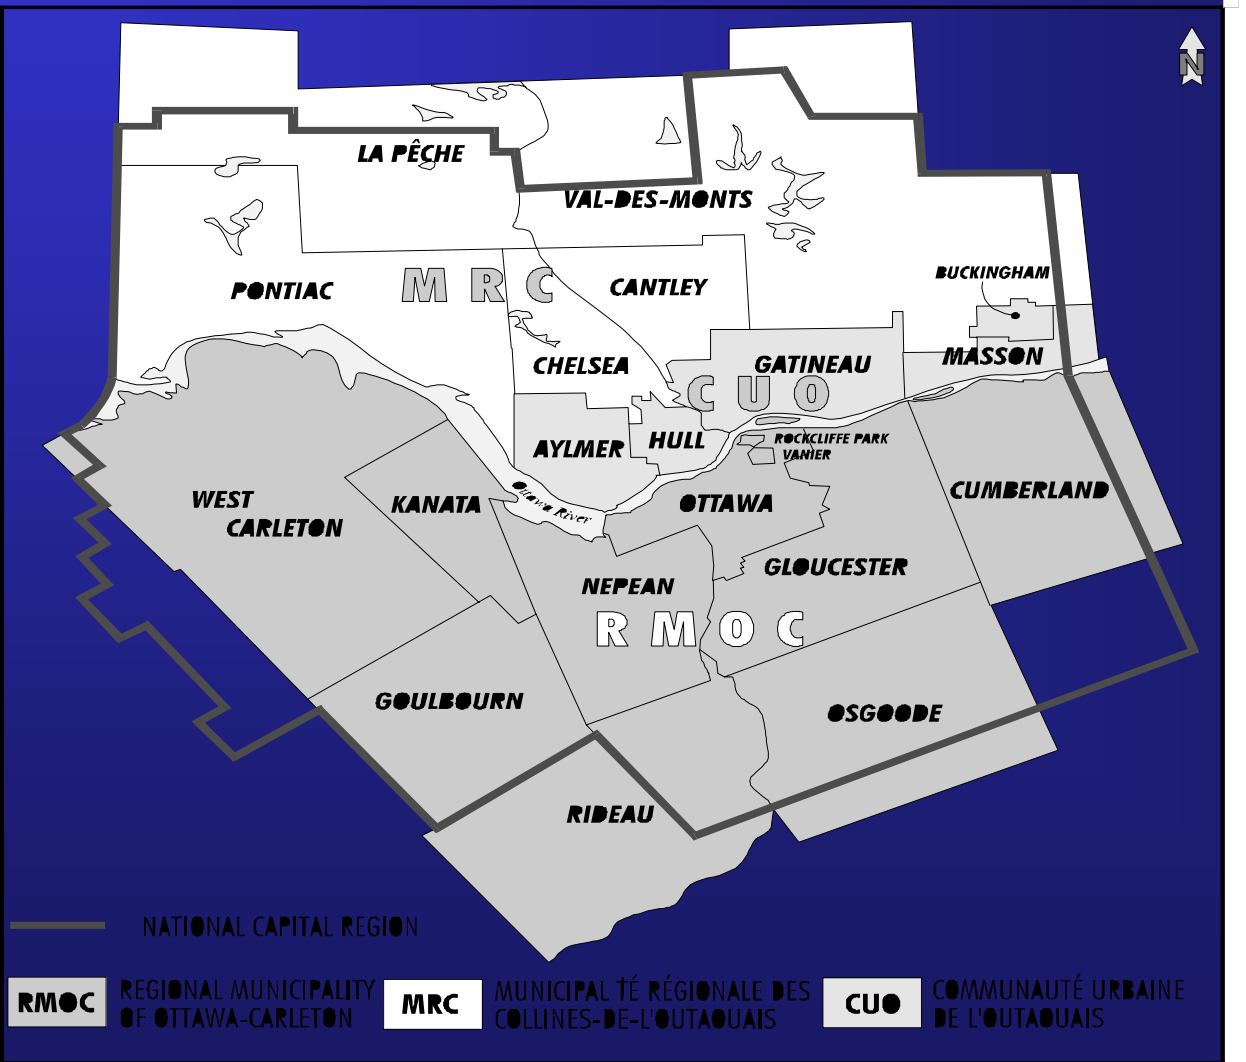 N
LA PÊCHE
VAL-DES-MONTS
BUCKINGHAM
PONTIAC
M R C
CANTLEY
CHELSEA
GATINEAU
MASSON
C U O
AYLMER
HULL
ROCKCLIFFE PARK
VANIER
WEST
CARLETON
KANATA
Ottawa River
OTTAWA
CUMBERLAND
NEPEAN
GLOUCESTER
R M O C
GOULBOURN
OSGOODE
RIDEAU
NATIONAL CAPITAL REGION
RMOC
REGIONAL MUNICIPALITY
OF OTTAWA-CARLETON
MRC
MUNICIPAL TÉ RÉGIONALE DES
COLLINES-DE-L'OUTAOUAIS
CUO
COMMUNAUTÉ URBAINE
DE L'OUTAOUAIS